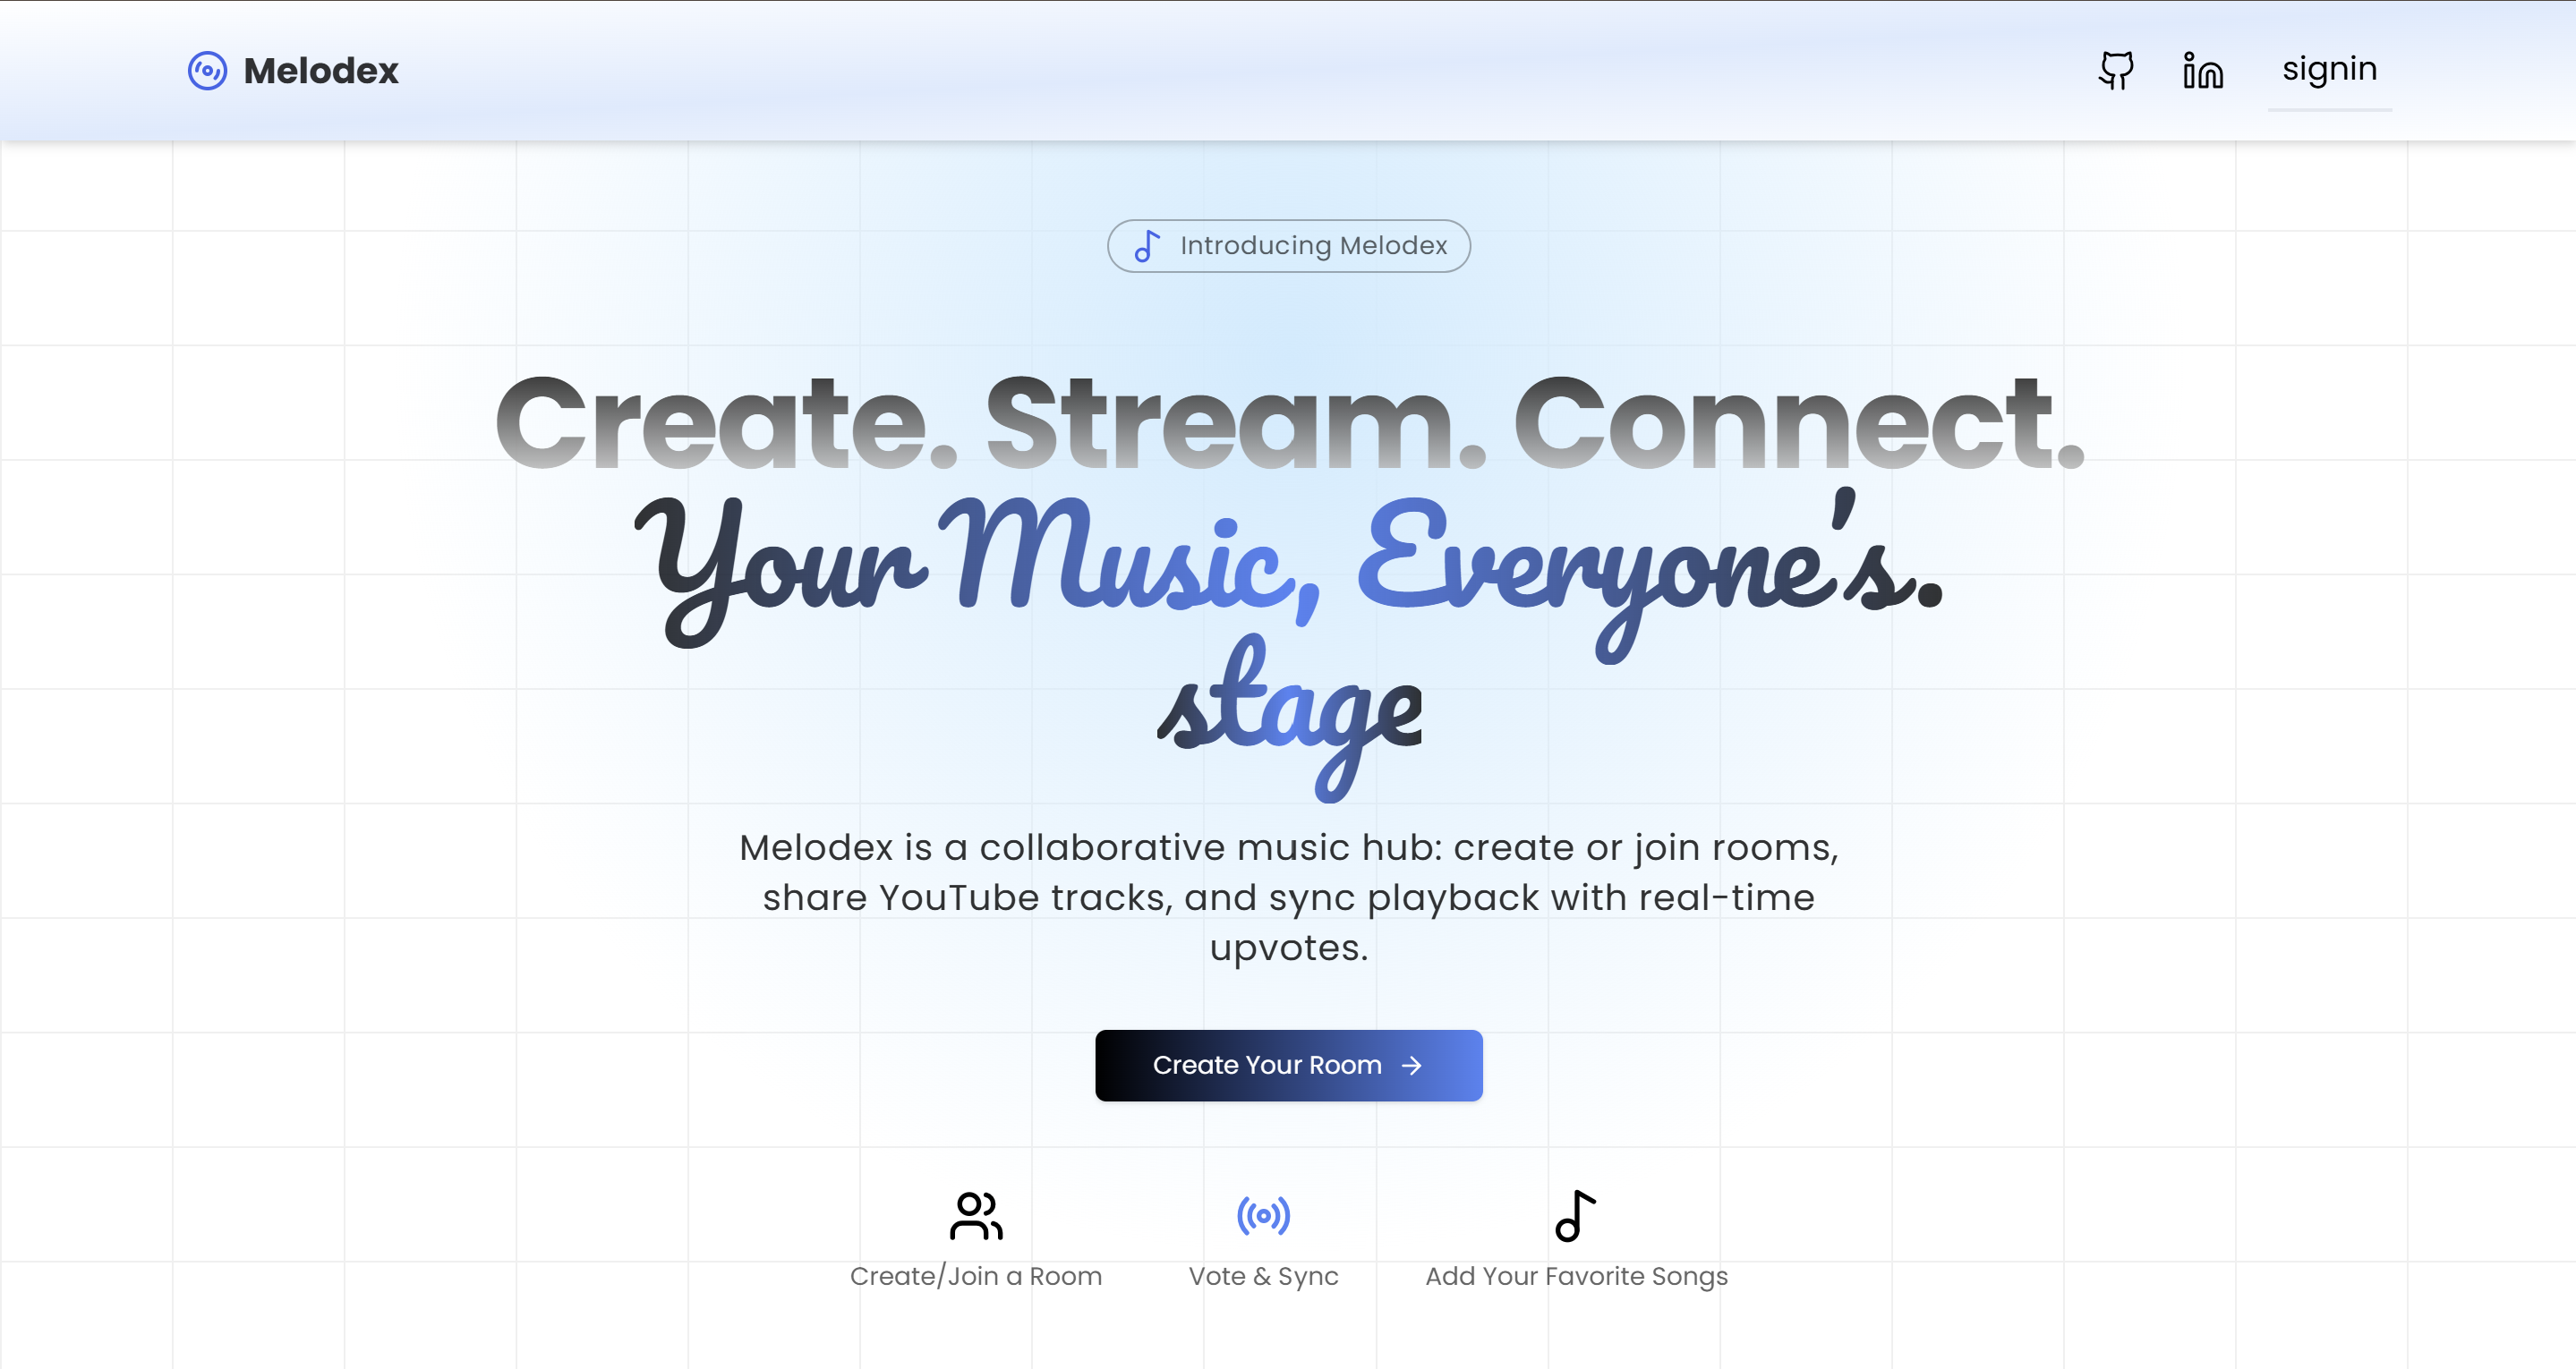 Melodex
signin
Introducing Melodex
Create. Stream. Connect.
Your Music, Everyone's.
stage
Melodex is a collaborative music hub: create or join rooms,
share YouTube tracks, and sync playback with real-time
upvotes.
Create Your Room →
Create/Join a Room
Vote & Sync
Add Your Favorite Songs